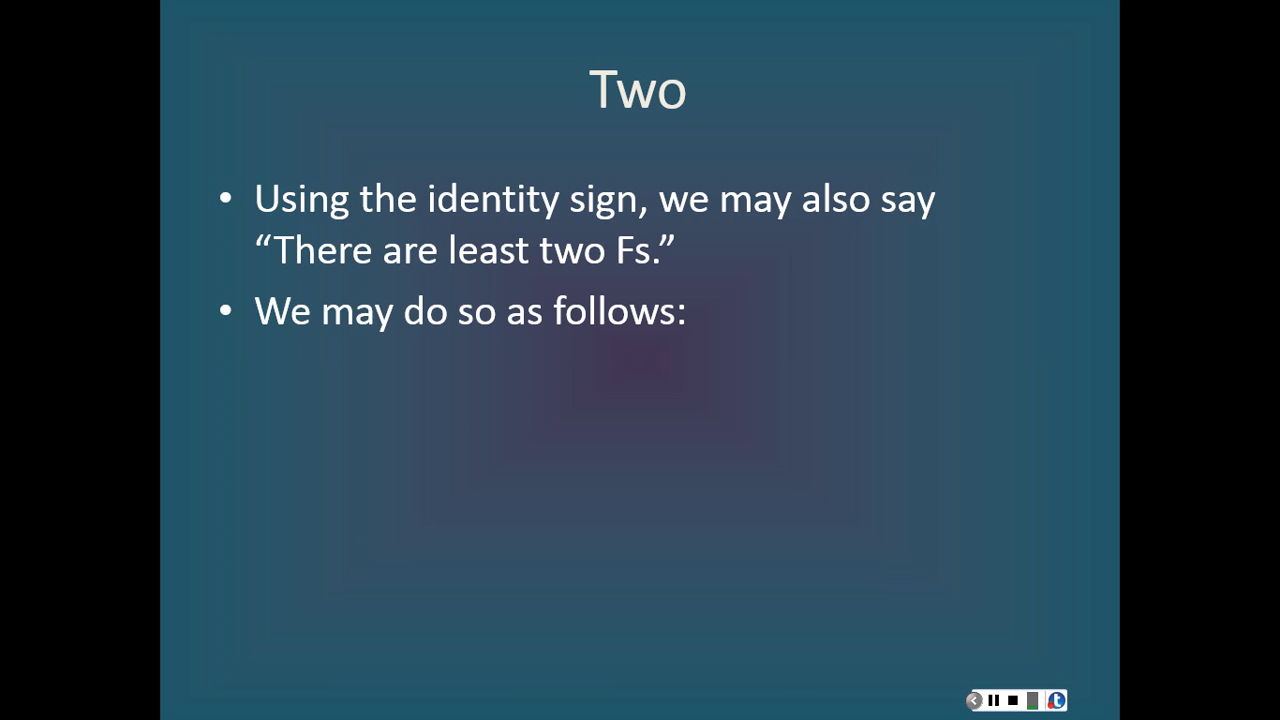 Two
• Using the identity sign, we may also say
“There are least two Fs.”
• We may do so as follows: